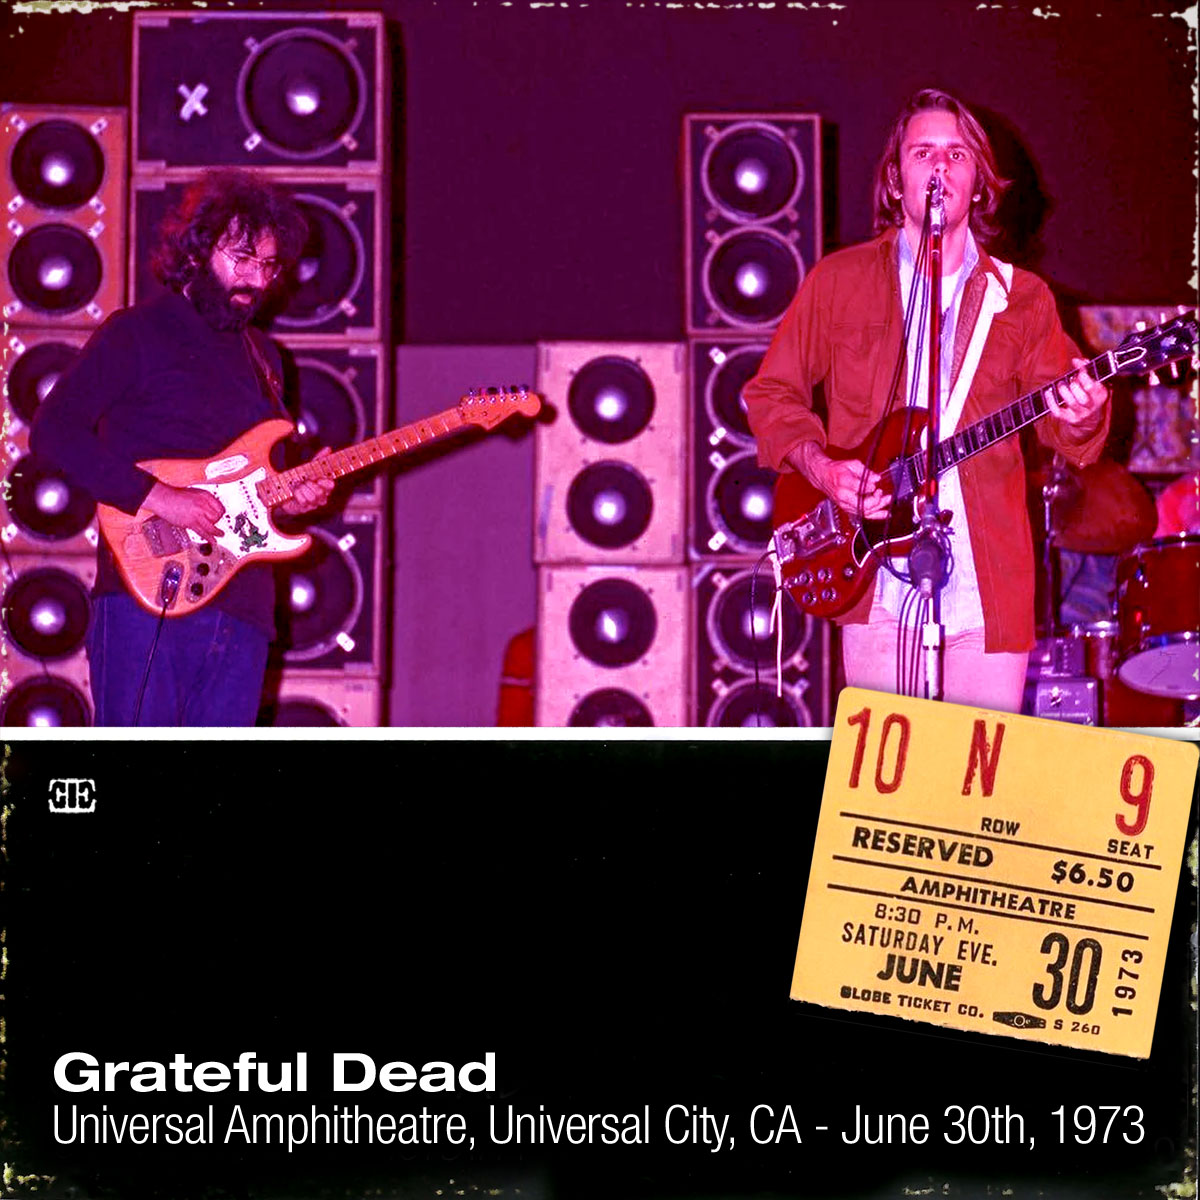 10 N 9
ROW
SEAT
RESERVED $6.50
AMPHITHEATRE
8:30 P.M.
SATURDAY EVE.
JUNE 30 1973
GLOBE TICKET CO. S 260
Grateful Dead
Universal Amphitheatre, Universal City, CA - June 30th, 1973